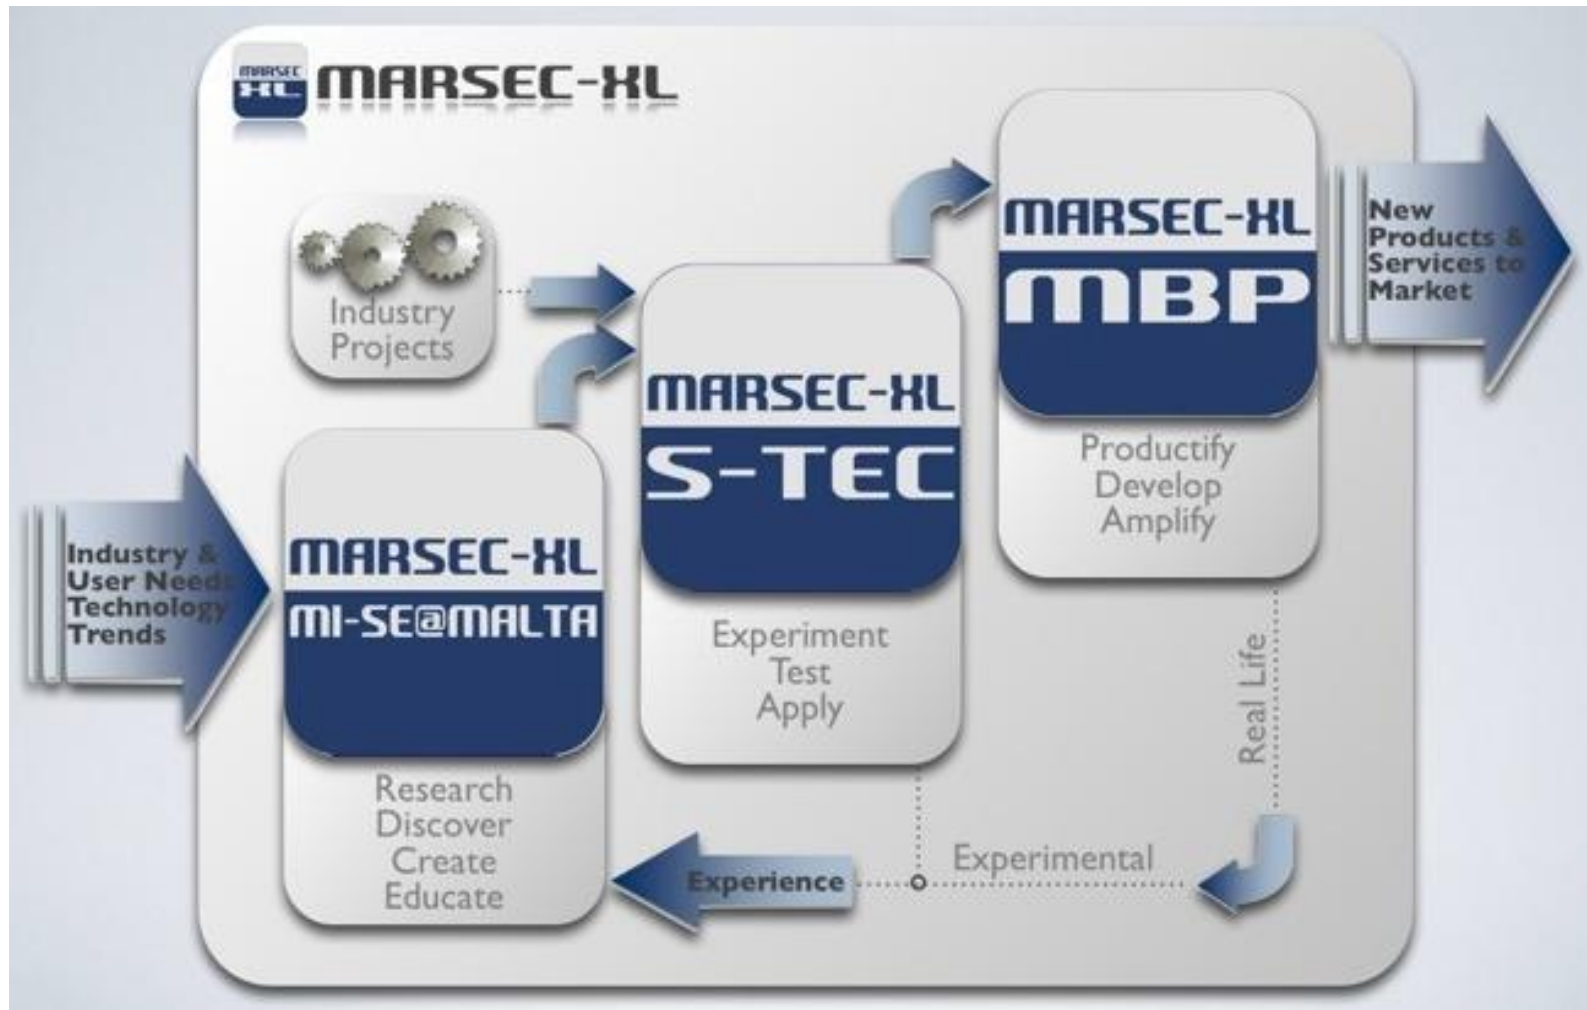 MARSEC
XL
MARSEC-XL
Industry
Projects
MARSEC-XL
MBP
Productify
Develop
Amplify
New
Products &
Services to
Market
MARSEC-XL
S-TEC
Experiment
Test
Apply
Industry &
User Needs
Technology
Trends
MARSEC-XL
MI-SE@MALTA
Research
Discover
Create
Educate
Experience
Experimental
Real Life